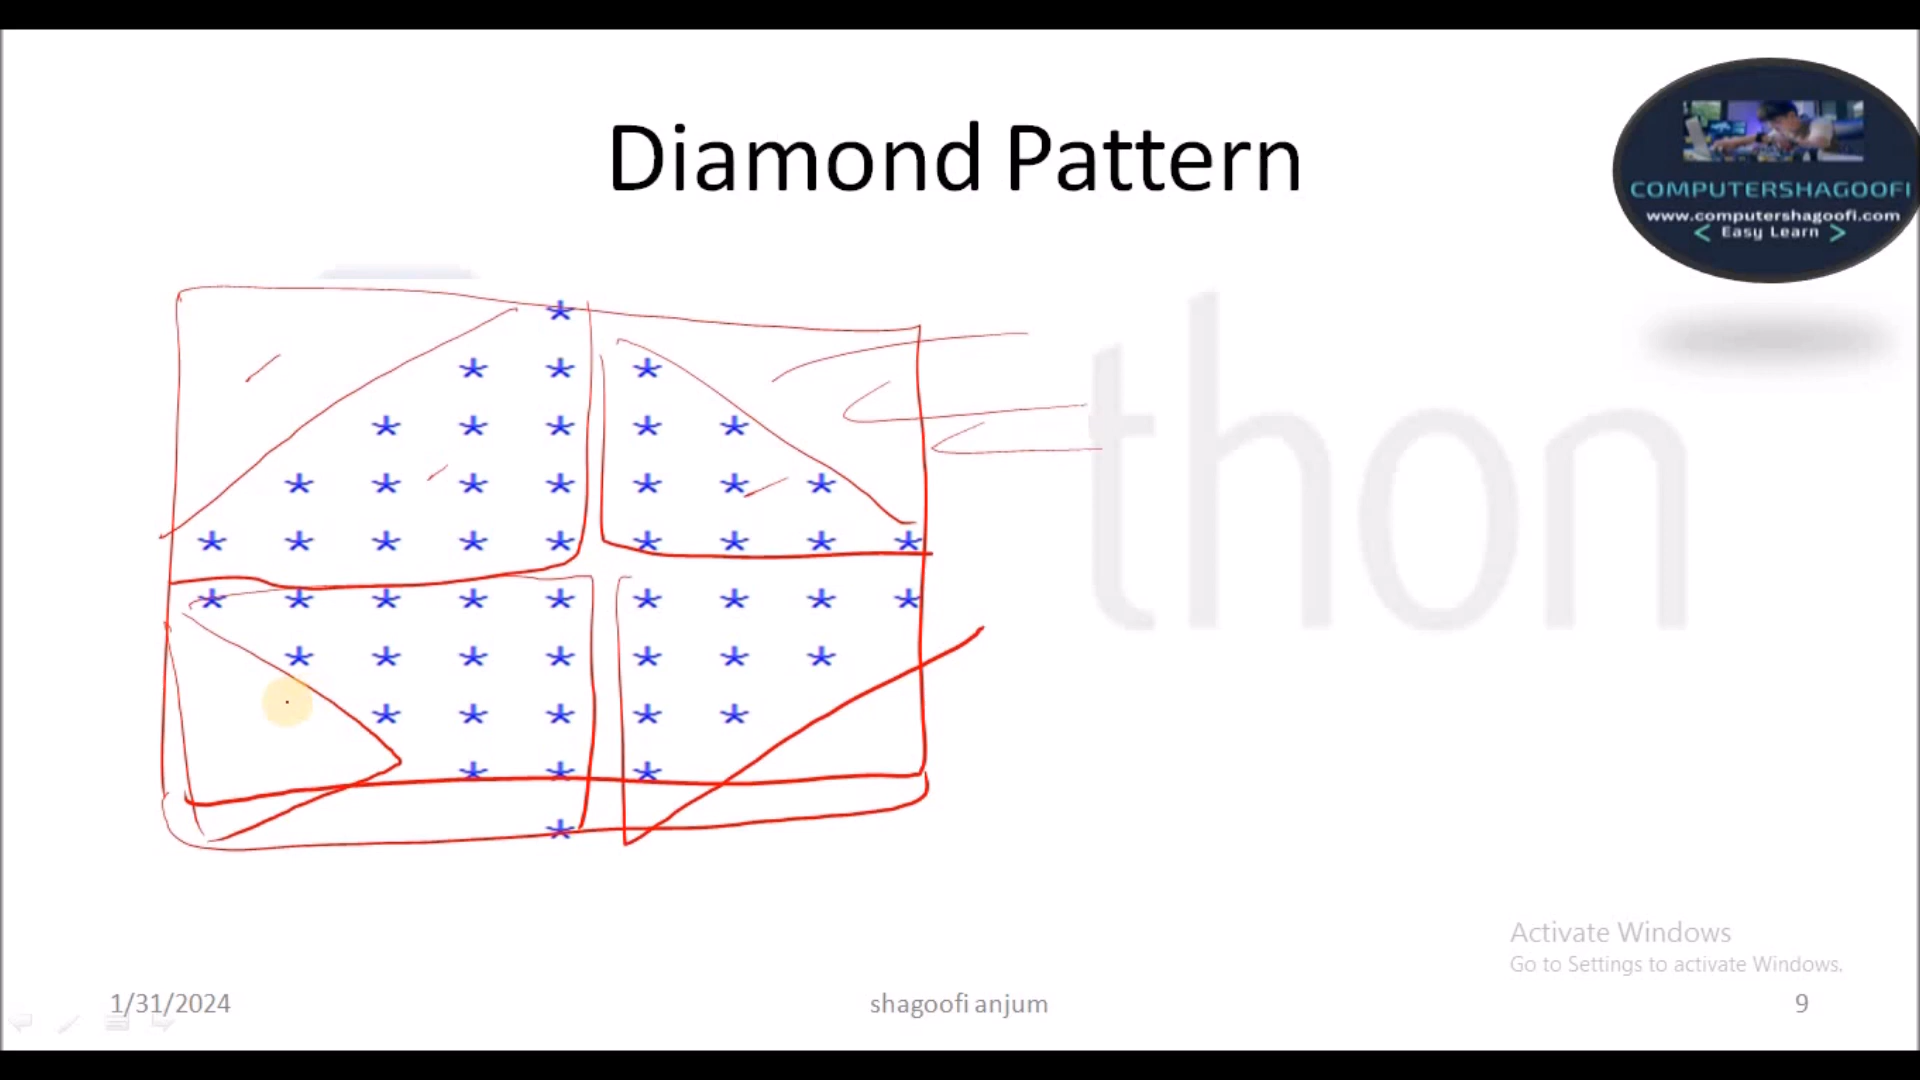 Diamond Pattern
COMPUTERSHAGOOFI
www.computershagoofi.com
< Easy Learn >
*
* * *
* * * * *
* * * * * * *
* * * * * * * * *
* * * * * * * * *
* * * * * * *
* * * * *
* * *
*
thon
Activate Windows
Go to Settings to activate Windows.
1/31/2024
shagoofi anjum
9